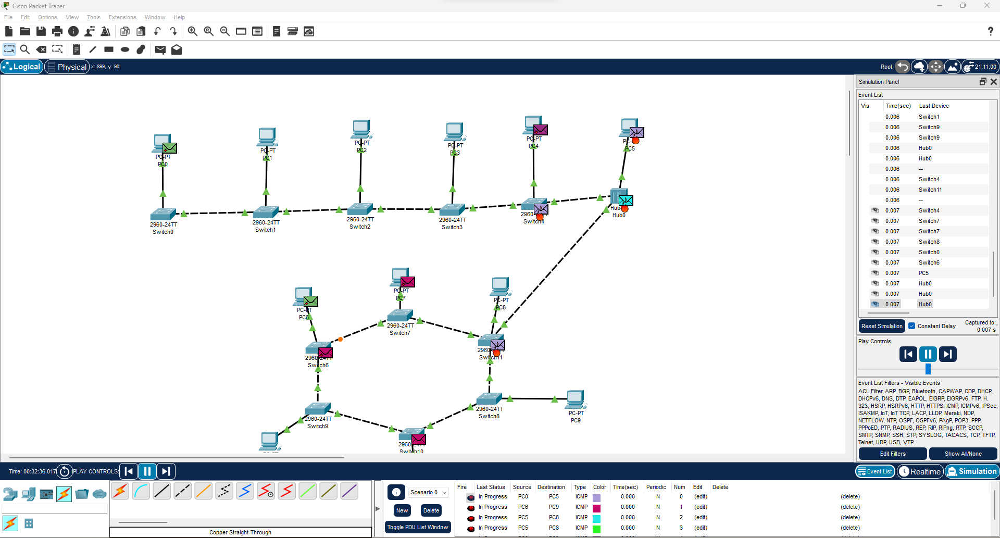 Cisco Packet Tracer
File Edit Options View Tools Extensions Window Help
Logical Physical x: 899, y: 90 Root 21:11:00
PC-PT
PC0
PC-PT
PC1
PC-PT
PC2
PC-PT
PC3
PC-PT
PC4
PC5
2960-24TT
Switch0
2960-24TT
Switch1
2960-24TT
Switch2
2960-24TT
Switch3
Switch4
Hub0
PC-PT
PC6
PC-PT
PC7
PC-PT
PC8
2960-24TT
Switch7
Switch6
Switch11
2960-24TT
Switch9
2960-24TT
Switch8
PC-PT
PC9
Switch10
Simulation Panel
Event List
Vis. Time(sec) Last Device
0.006 Switch1
0.006 Switch9
0.006 Switch9
0.006 Hub0
0.006 Hub0
0.006 --
0.006 Switch4
0.006 Switch11
0.006 --
0.007 Switch4
0.007 Switch7
0.007 Switch7
0.007 Switch8
0.007 Switch0
0.007 Switch6
0.007 PC5
0.007 Hub0
0.007 Hub0
0.007 Hub0
Reset Simulation Constant Delay Captured to:
0.007 s
Play Controls
Event List Filters - Visible Events
ACL Filter, ARP, BGP, Bluetooth, CAPWAP, CDP, DHCP,
DHCPv6, DNS, DTP, EAPOL, EIGRP, EIGRPv6, FTP, H.
323, HSRP, HSRPv6, HTTP, HTTPS, ICMP, ICMPv6, IPSec,
ISAKMP, IoT, IoT TCP, LACP, LLDP, Meraki, NDP,
NETFLOW, NTP, OSPF, OSPFv6, PAgP, POP3, PPP,
PPPoED, PTP, RADIUS, REP, RIP, RIPng, RTP, SCCP,
SMTP, SNMP, SSH, STP, SYSLOG, TACACS, TCP, TFTP,
Telnet, UDP, USB, VTP
Edit Filters Show All/None
Time: 00:32:36.017 PLAY CONTROLS: Event List Realtime Simulation
Scenario 0
New Delete
Toggle PDU List Window
Copper Straight-Through
Fire Last Status Source Destination Type Color Time(sec) Periodic Num Edit Delete
In Progress PC0 PC5 ICMP 0.000 N 0 (edit) (delete)
In Progress PC6 PC9 ICMP 0.000 N 1 (edit) (delete)
In Progress PC5 PC8 ICMP 0.000 N 2 (edit) (delete)
In Progress PC5 PC8 ICMP 0.000 N 3 (edit) (delete)